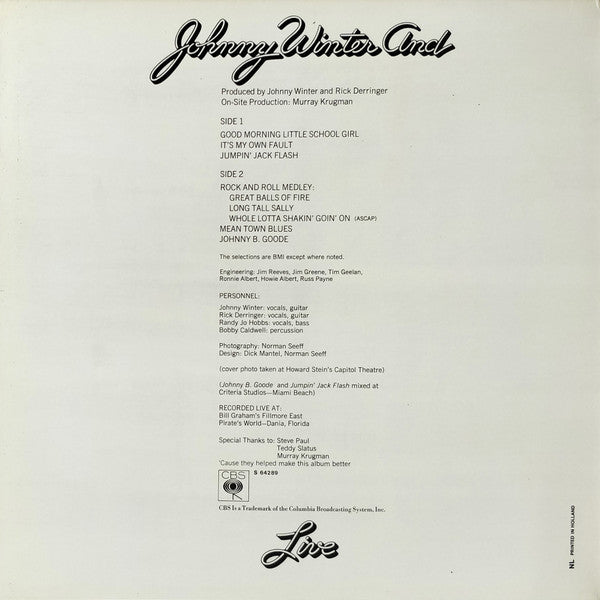 Johnny Winter And
Produced by Johnny Winter and Rick Derringer
On-Site Production: Murray Krugman
SIDE 1
GOOD MORNING LITTLE SCHOOL GIRL
IT'S MY OWN FAULT
JUMPIN' JACK FLASH
SIDE 2
ROCK AND ROLL MEDLEY:
GREAT BALLS OF FIRE
LONG TALL SALLY
WHOLE LOTTA SHAKIN' GOIN' ON (ASCAP)
MEAN TOWN BLUES
JOHNNY B. GOODE
The selections are BMI except where noted.
Engineering: Jim Reeves, Jim Greene, Tim Geelan,
Ronnie Albert, Howie Albert, Russ Payne
PERSONNEL:
Johnny Winter: vocals, guitar
Rick Derringer: vocals, guitar
Randy Jo Hobbs: vocals, bass
Bobby Caldwell: percussion
Photography: Norman Seeff
Design: Dick Mantel, Norman Seeff
(cover photo taken at Howard Stein's Capitol Theatre)
(Johnny B. Goode and Jumpin' Jack Flash mixed at
Criteria Studios—Miami Beach)
RECORDED LIVE AT:
Bill Graham's Fillmore East
Pirate's World—Dania, Florida
Special Thanks to: Steve Paul
Teddy Slatus
Murray Krugman
'Cause they helped make this album better
CBS S 64289
CBS Is a Trademark of the Columbia Broadcasting System, Inc.
Live
NL PRINTED IN HOLLAND